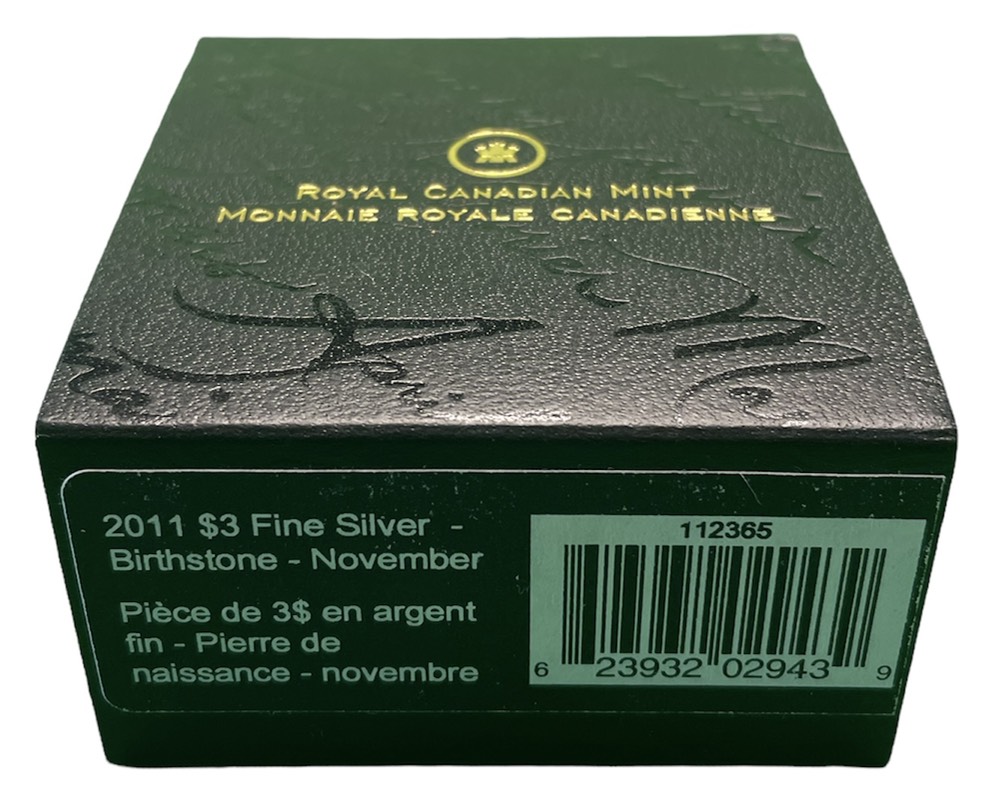 ROYAL CANADIAN MINT
MONNAIE ROYALE CANADIENNE
2011 $3 Fine Silver -
Birthstone - November
Pièce de 3$ en argent
fin - Pierre de
naissance - novembre
112365
6 23932 02943 9